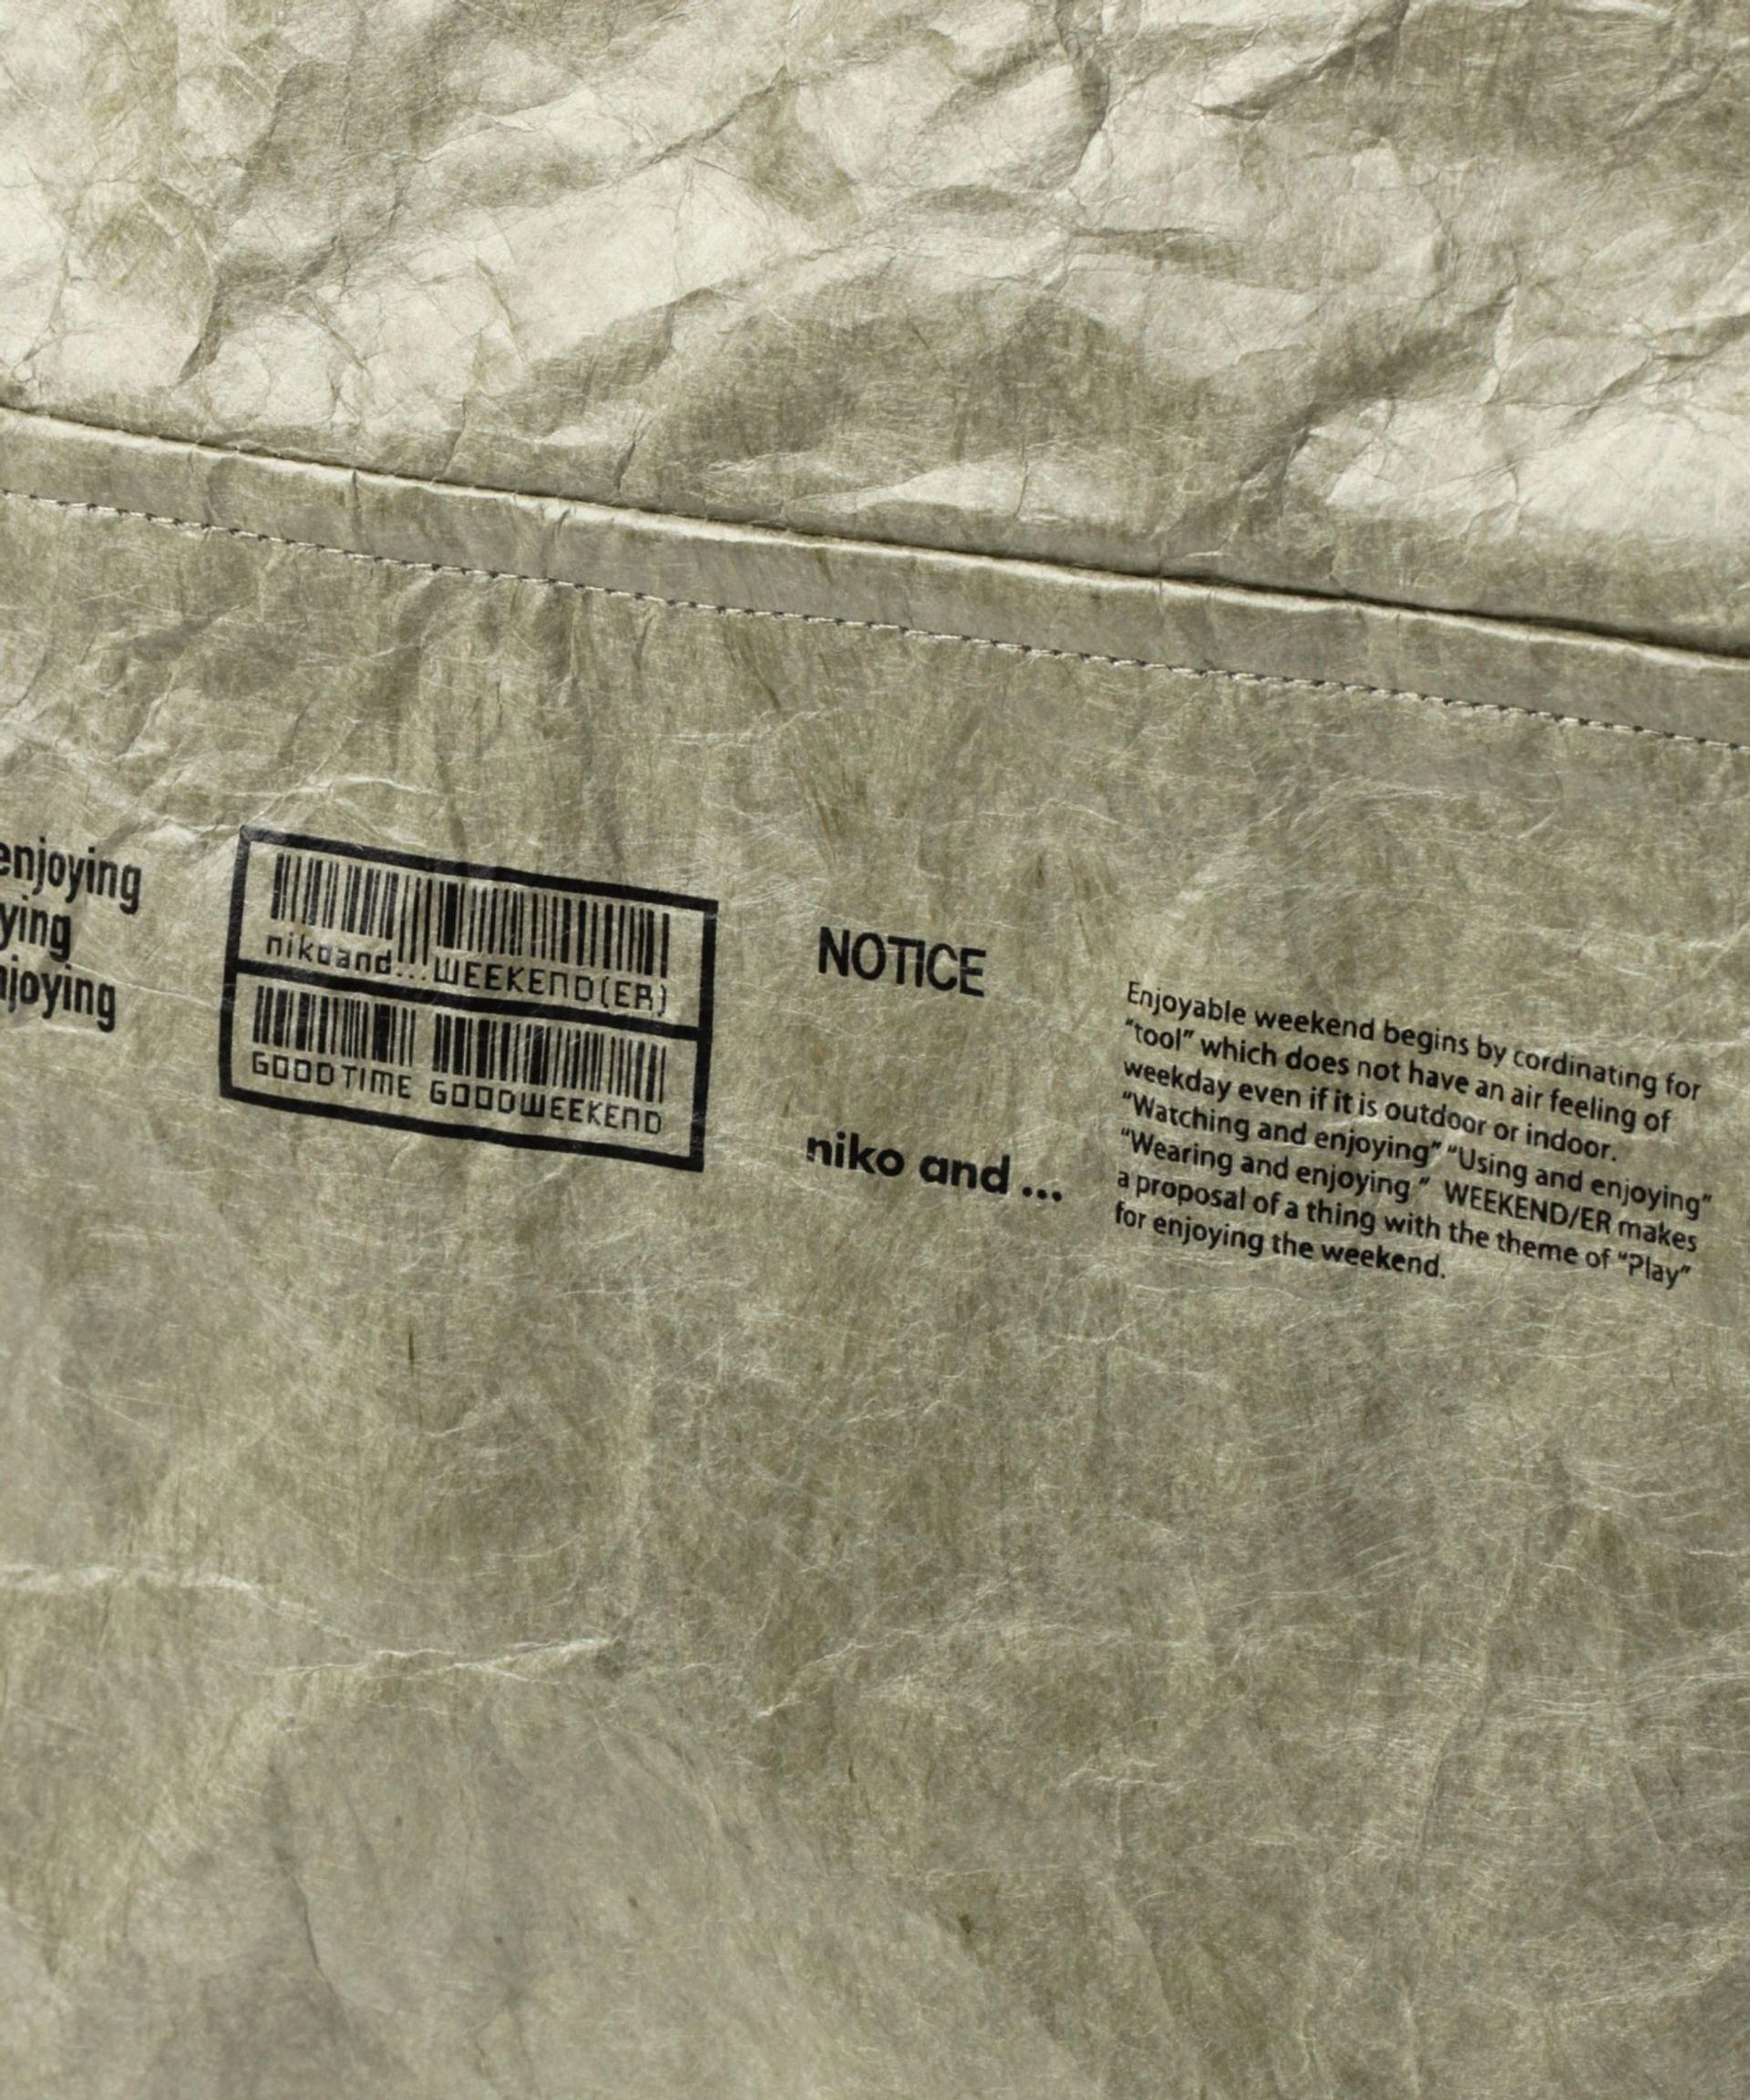 enjoying
ying
njoying
nikoand...WEEKEND(ER)
GOODTIME GOODWEEKEND
NOTICE
niko and ...
Enjoyable weekend begins by cordinating for
“tool” which does not have an air feeling of
weekday even if it is outdoor or indoor.
“Watching and enjoying” “Using and enjoying”
“Wearing and enjoying ” WEEKEND/ER makes
a proposal of a thing with the theme of “Play”
for enjoying the weekend.